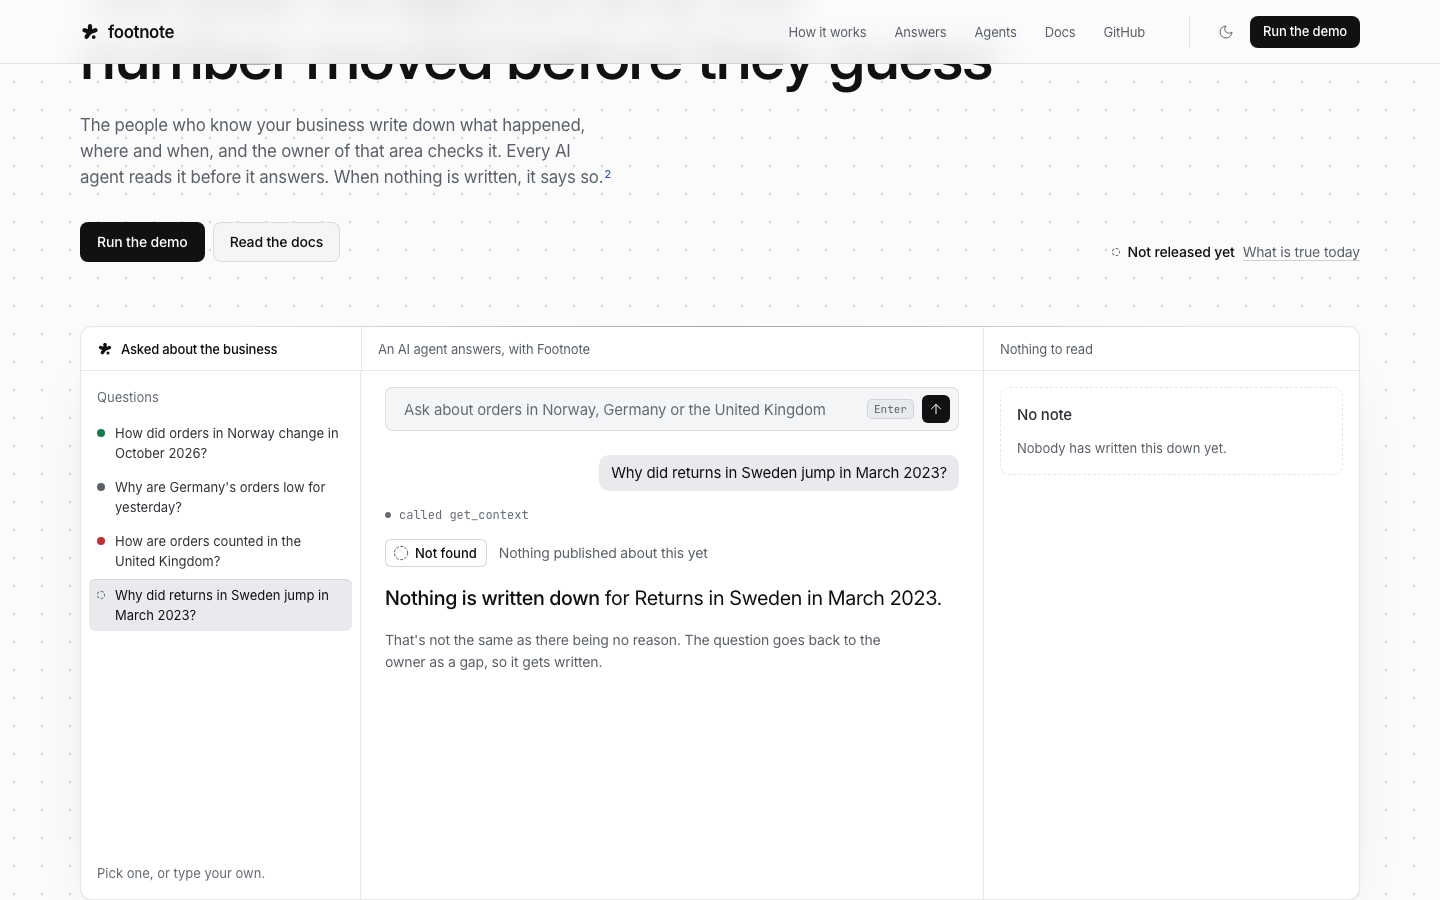 footnote
How it works
Answers
Agents
Docs
GitHub
Run the demo
number moved before they guess
The people who know your business write down what happened,
where and when, and the owner of that area checks it. Every AI
agent reads it before it answers. When nothing is written, it says so.2
Run the demo
Read the docs
Not released yet What is true today
Asked about the business
An AI agent answers, with Footnote
Nothing to read
Questions
How did orders in Norway change in
October 2026?
Why are Germany's orders low for
yesterday?
How are orders counted in the
United Kingdom?
Why did returns in Sweden jump in
March 2023?
Pick one, or type your own.
Ask about orders in Norway, Germany or the United Kingdom
Enter
Why did returns in Sweden jump in March 2023?
called get_context
Not found
Nothing published about this yet
Nothing is written down for Returns in Sweden in March 2023.
That's not the same as there being no reason. The question goes back to the
owner as a gap, so it gets written.
No note
Nobody has written this down yet.